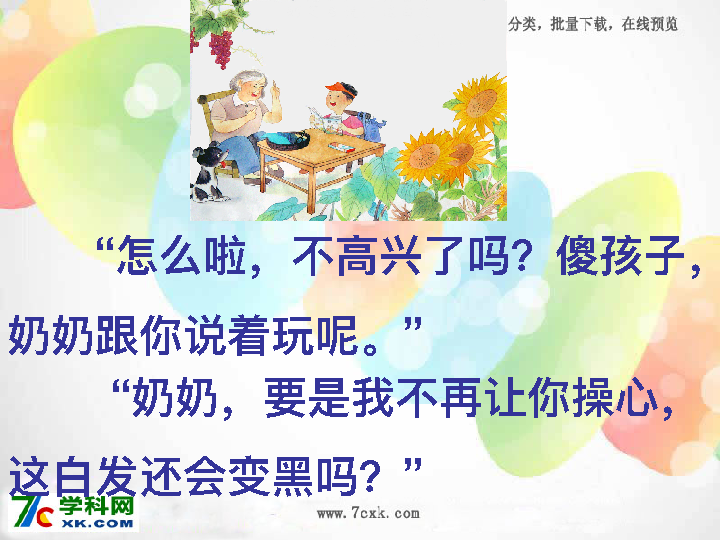 分类，批量下载，在线预览
“怎么啦，不高兴了吗？傻孩子，
奶奶跟你说着玩呢。”
“奶奶，要是我不再让你操心，
这白发还会变黑吗？”
7C学科网
XK.COM
www.7cxk.com